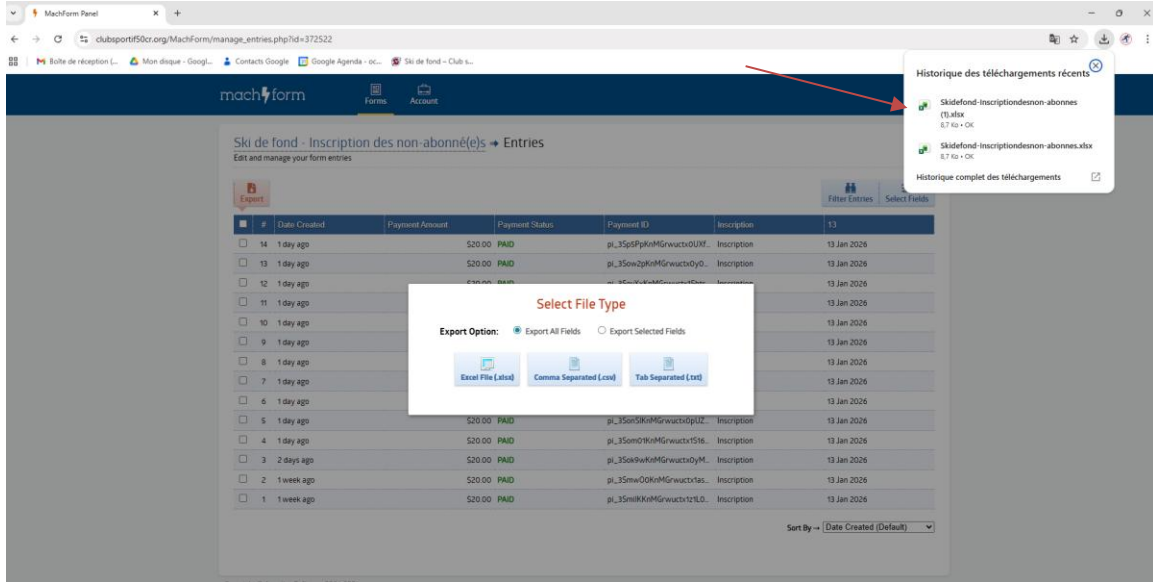 MachForm Panel
clubsportif50cr.org/MachForm/manage_entries.php?id=372522
Boîte de réception (... Mon disque - Googl... Contacts Google Google Agenda - oc... Ski de fond – Club s...
Historique des téléchargements récents
Skidefond-Inscriptiondesnon-abonnes
(1).xlsx
8,7 Ko • OK
Skidefond-Inscriptiondesnon-abonnes.xlsx
8,7 Ko • OK
Historique complet des téléchargements
machform
Forms Account
Ski de fond - Inscription des non-abonné(e)s → Entries
Edit and manage your form entries
Export
Filter Entries Select Fields
# Date Created Payment Amount Payment Status Payment ID Inscription 13
14 1 day ago $20.00 PAID Inscription 13 Jan 2026
13 1 day ago $20.00 PAID Inscription 13 Jan 2026
12 1 day ago $20.00 PAID Inscription 13 Jan 2026
11 1 day ago 13 Jan 2026
10 1 day ago 13 Jan 2026
9 1 day ago 13 Jan 2026
8 1 day ago 13 Jan 2026
7 1 day ago 13 Jan 2026
6 1 day ago 13 Jan 2026
5 1 day ago $20.00 PAID Inscription 13 Jan 2026
4 1 day ago $20.00 PAID Inscription 13 Jan 2026
3 2 days ago $20.00 PAID Inscription 13 Jan 2026
2 1 week ago $20.00 PAID Inscription 13 Jan 2026
1 1 week ago $20.00 PAID Inscription 13 Jan 2026
Select File Type
Export Option: Export All Fields Export Selected Fields
Excel File (.xlsx) Comma Separated (.csv) Tab Separated (.txt)
Sort By → Date Created (Default)